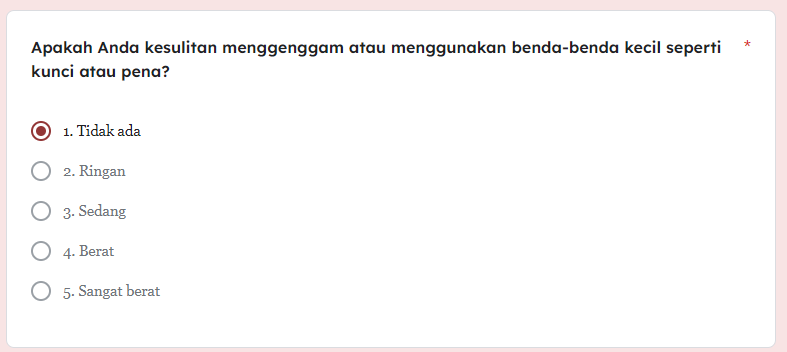 Apakah Anda kesulitan menggenggam atau menggunakan benda-benda kecil seperti *
kunci atau pena?
1. Tidak ada
2. Ringan
3. Sedang
4. Berat
5. Sangat berat